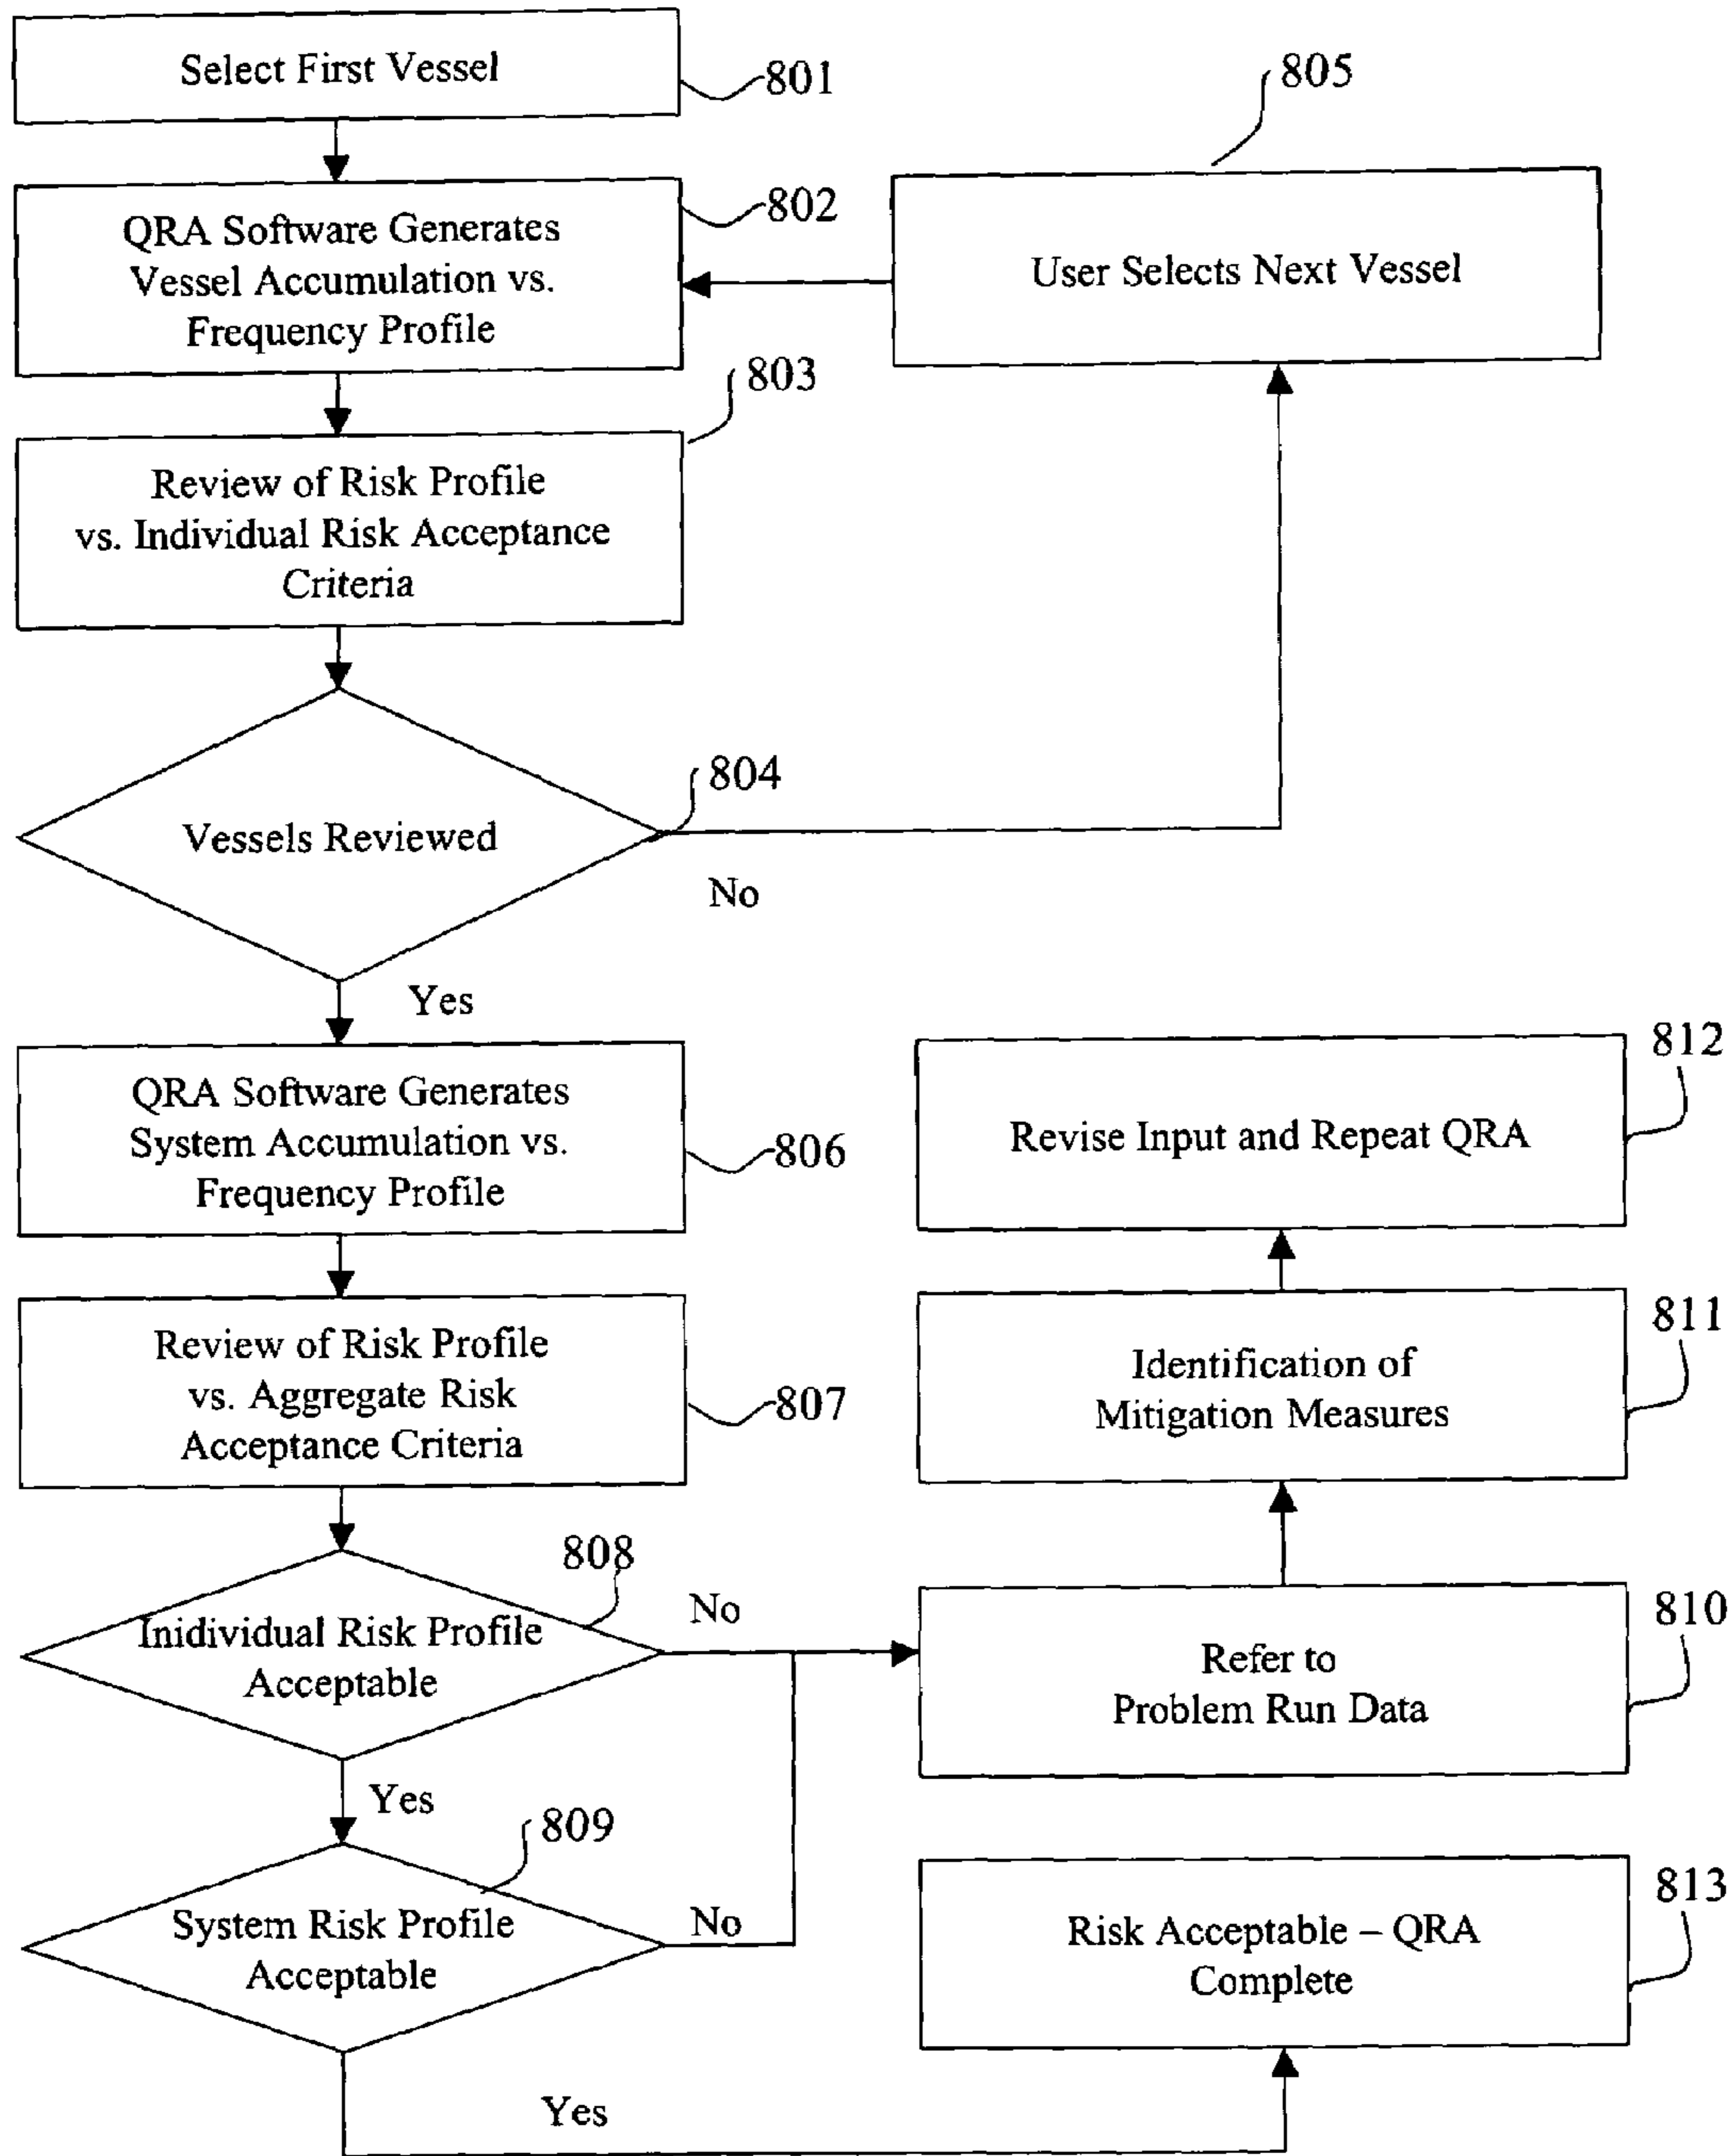 Select First Vessel
801
805
QRA Software Generates
Vessel Accumulation vs.
Frequency Profile
802
User Selects Next Vessel
803
Review of Risk Profile
vs. Individual Risk Acceptance
Criteria
804
Vessels Reviewed
No
Yes
QRA Software Generates
System Accumulation vs.
Frequency Profile
806
812
Revise Input and Repeat QRA
Review of Risk Profile
vs. Aggregate Risk
Acceptance Criteria
807
811
Identification of
Mitigation Measures
808
Inidividual Risk Profile
Acceptable
No
810
Refer to
Problem Run Data
Yes
809
System Risk Profile
Acceptable
No
813
Risk Acceptable – QRA
Complete
Yes